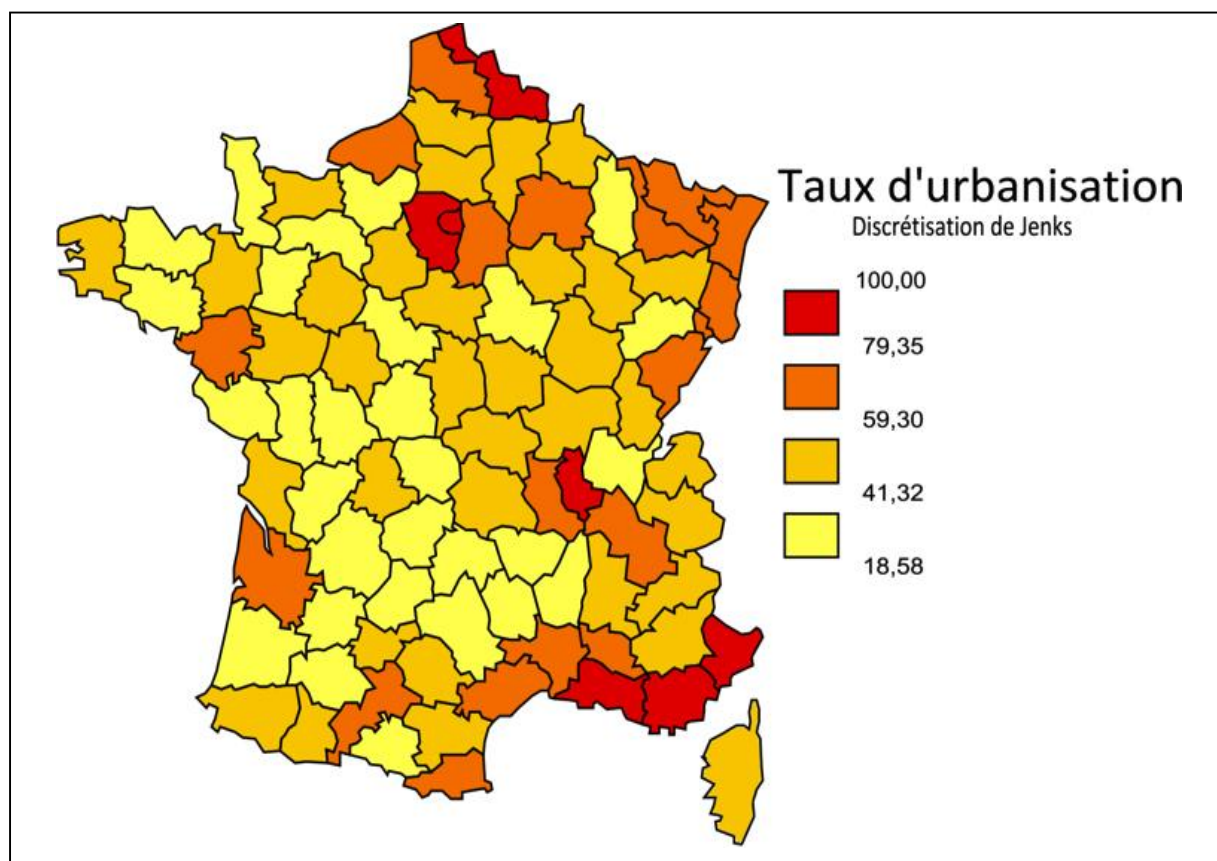 Taux d'urbanisation
Discrétisation de Jenks
100,00
79,35
59,30
41,32
18,58